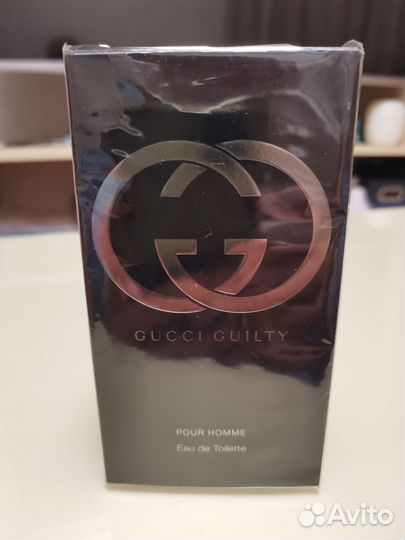 GUCCI GUILTY
POUR HOMME
Eau de Toilette
Avito